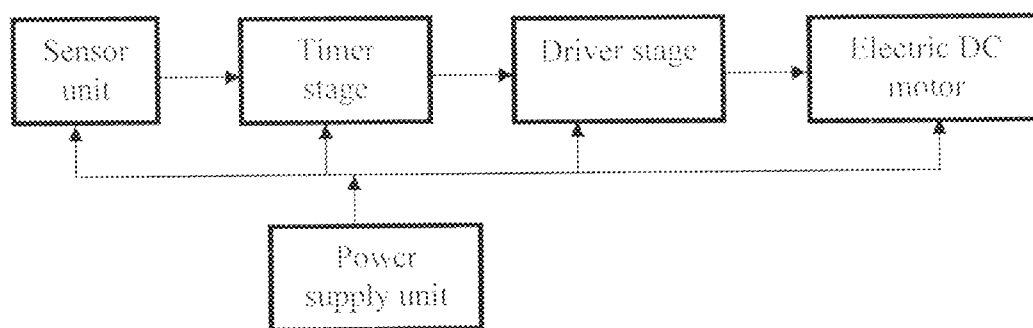 Sensor
unit
Timer
stage
Driver stage
Electric DC
motor
Power
supply unit